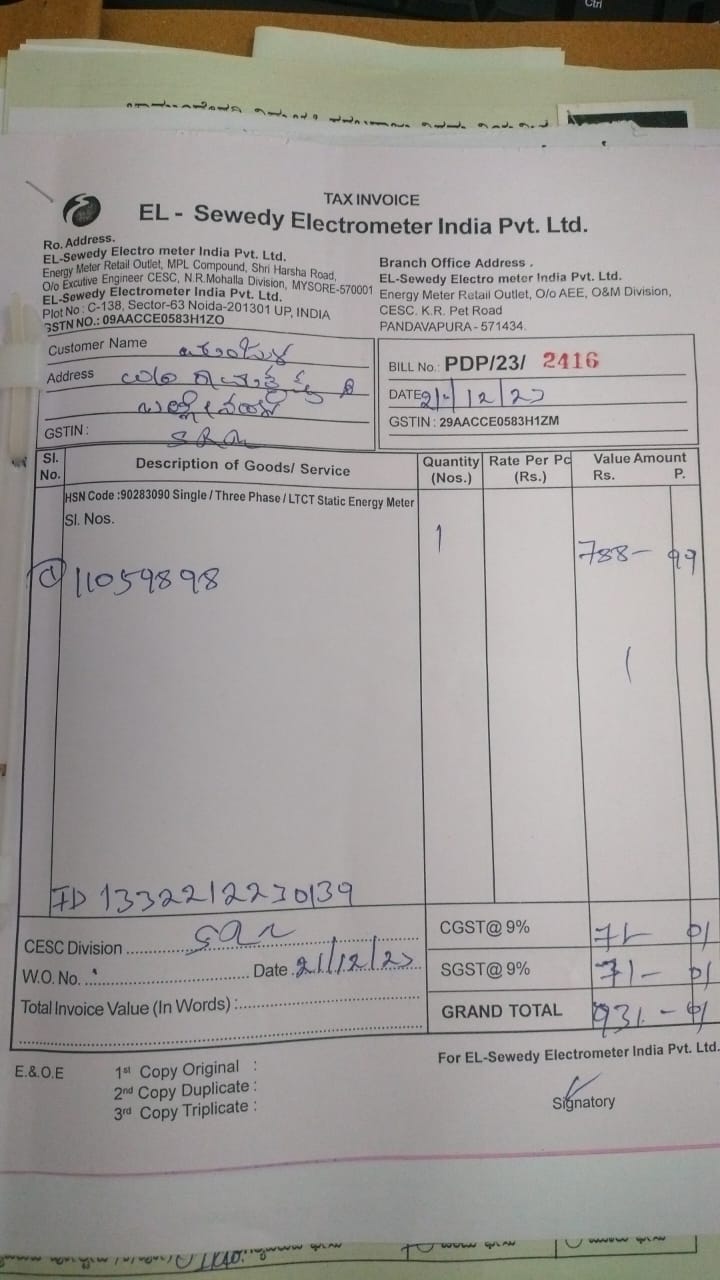 Ctrl
TAX INVOICE
EL - Sewedy Electrometer India Pvt. Ltd.
Ro. Address.
EL-Sewedy Electro meter India Pvt. Ltd.
Energy Meter Retail Outlet, MPL Compound, Shri Harsha Road,
O/o Excutive Engineer CESC, N.R.Mohalla Division, MYSORE-570001
EL-Sewedy Electrometer India Pvt. Ltd.
Plot No : C-138, Sector-63 Noida-201301 UP, INDIA
GSTN NO.: 09AACCE0583H1ZO
Branch Office Address .
EL-Sewedy Electro meter India Pvt. Ltd.
Energy Meter Retail Outlet, O/o AEE, O&M Division,
CESC. K.R. Pet Road
PANDAVAPURA - 571434.
Customer Name
Address
GSTIN :
BILL No.: PDP/23/ 2416
DATE 21/12/23
GSTIN : 29AACCE0583H1ZM
Sl. No. Description of Goods/ Service Quantity (Nos.) Rate Per Pc (Rs.) Value Amount Rs. P.
HSN Code :90283090 Single / Three Phase / LTCT Static Energy Meter
Sl. Nos.
1 788- 99
① 11059898
ID 1332212230139
CESC Division
W.O. No. Date 21/12/23
Total Invoice Value (In Words) :
CGST@ 9% 71- 01
SGST@ 9% 71- 01
GRAND TOTAL 931.- 01
E.& O.E
1st Copy Original :
2nd Copy Duplicate :
3rd Copy Triplicate :
For EL-Sewedy Electrometer India Pvt. Ltd.
Signatory